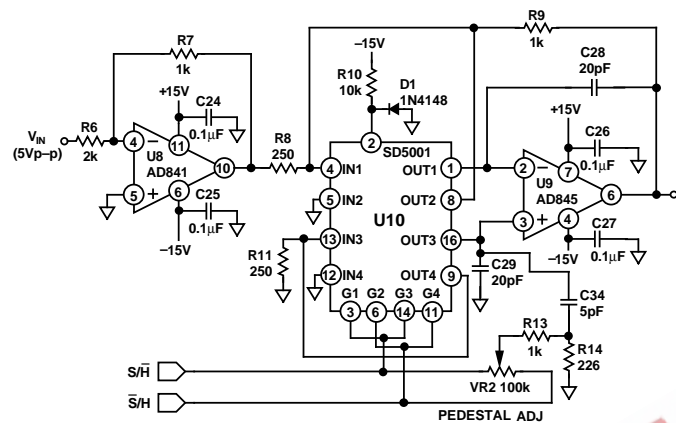 R9
1k
–15V
C28
20pF
R7
1k
R10
10k
D1
1N4148
+15V
C24
0.1μF
+15V
C26
0.1μF
VIN
(5Vp–p)
R6
2k
4
–
U8
11
AD841
10
R8
250
2
SD5001
4
IN1
OUT1
1
2
–
U9
7
AD845
6
5
+
6
C25
0.1μF
–15V
5
IN2
OUT2
8
U10
3
+
4
C27
0.1μF
–15V
R11
250
13
IN3
OUT3
16
C29
20pF
12
IN4
OUT4
9
G1
G2
G3
G4
3
6
14
11
C34
5pF
R13
1k
R14
226
S/H̅
VR2 100k
S̅/H
PEDESTAL ADJ